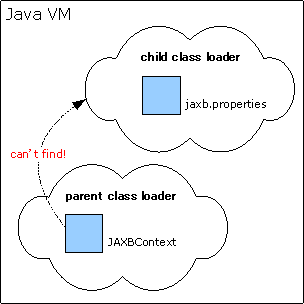 Java VM
child class loader
jaxb.properties
can't find!
parent class loader
JAXBContext